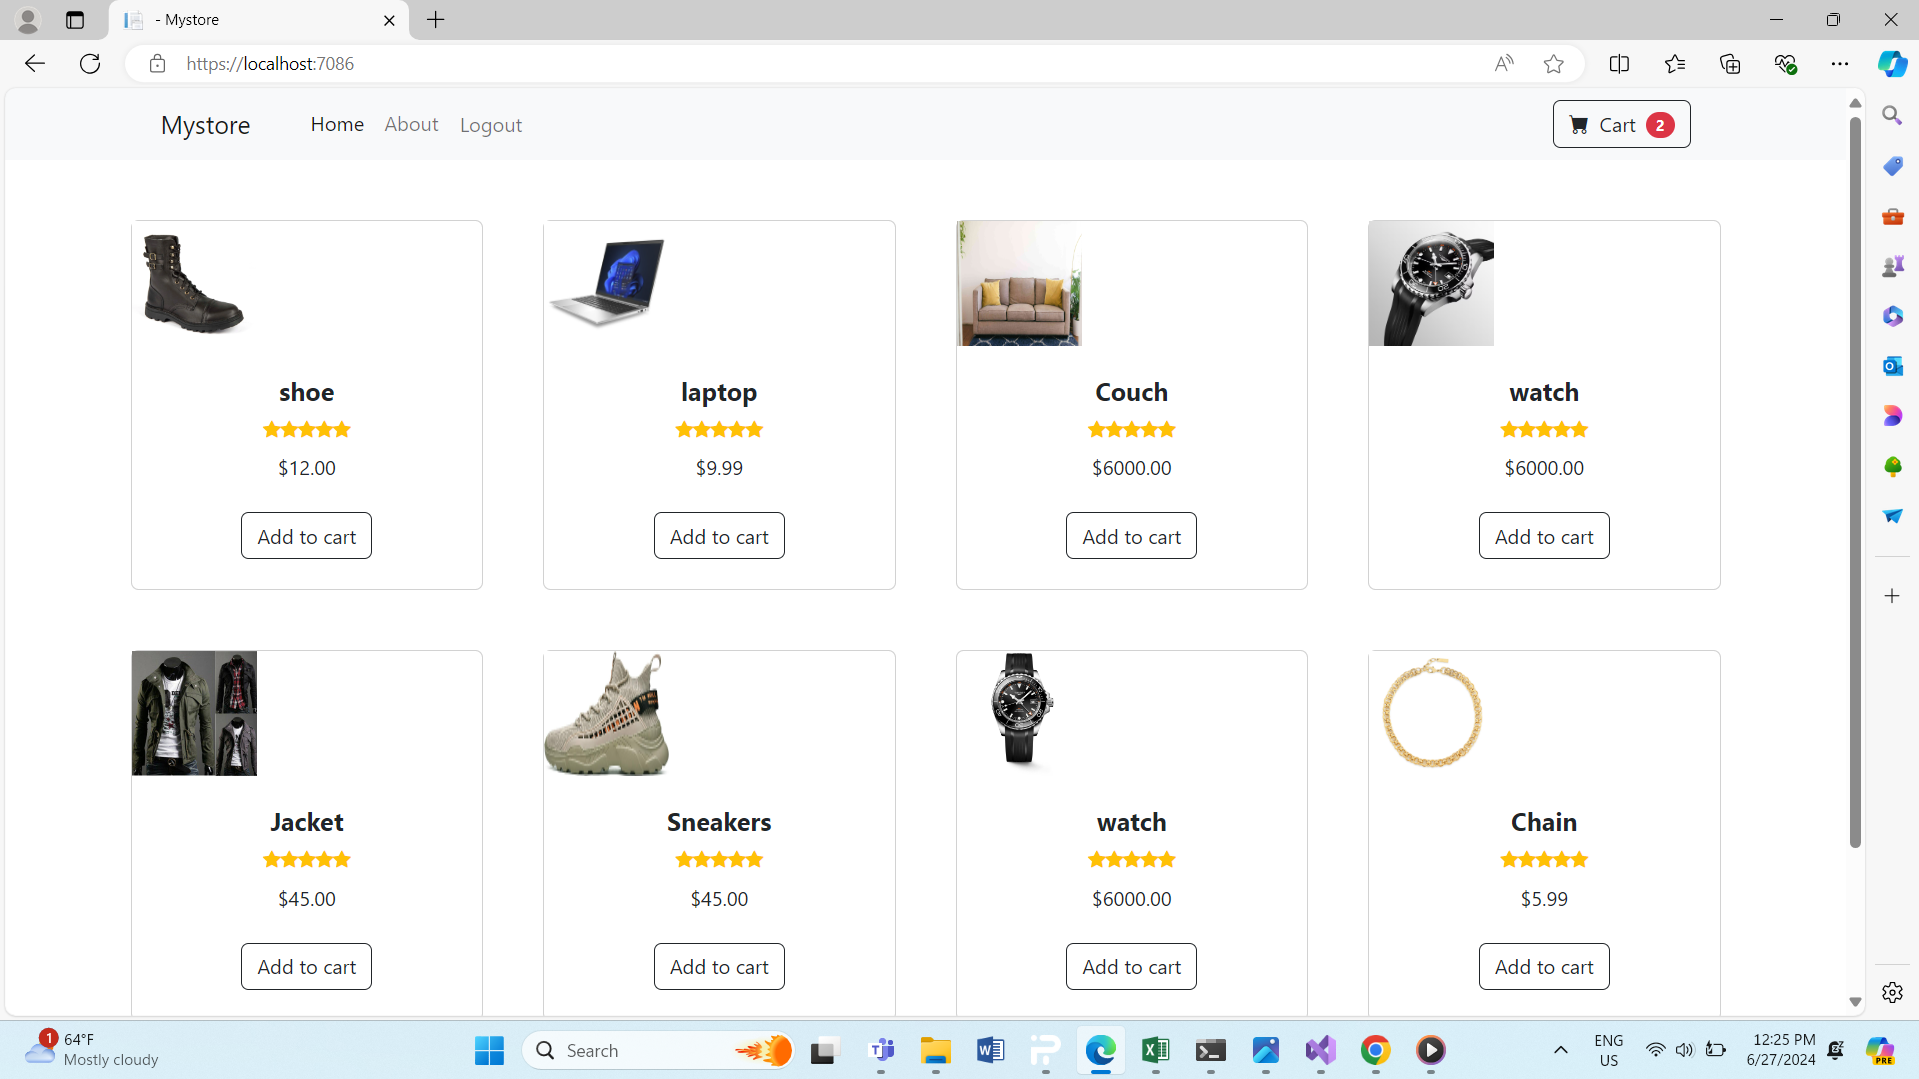 - Mystore
https://localhost:7086
Mystore Home About Logout Cart 2
shoe laptop Couch watch
$12.00 $9.99 $6000.00 $6000.00
Add to cart Add to cart Add to cart Add to cart
Jacket Sneakers watch Chain
$45.00 $45.00 $6000.00 $5.99
Add to cart Add to cart Add to cart Add to cart
1 64°F
Mostly cloudy
Search
ENG
US
12:25 PM
6/27/2024
PRE